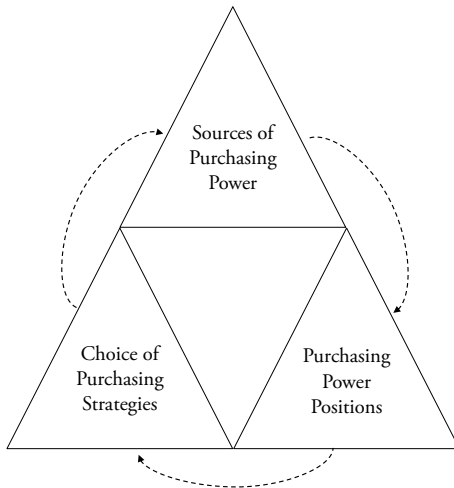 Sources of
Purchasing
Power
Choice of
Purchasing
Strategies
Purchasing
Power
Positions